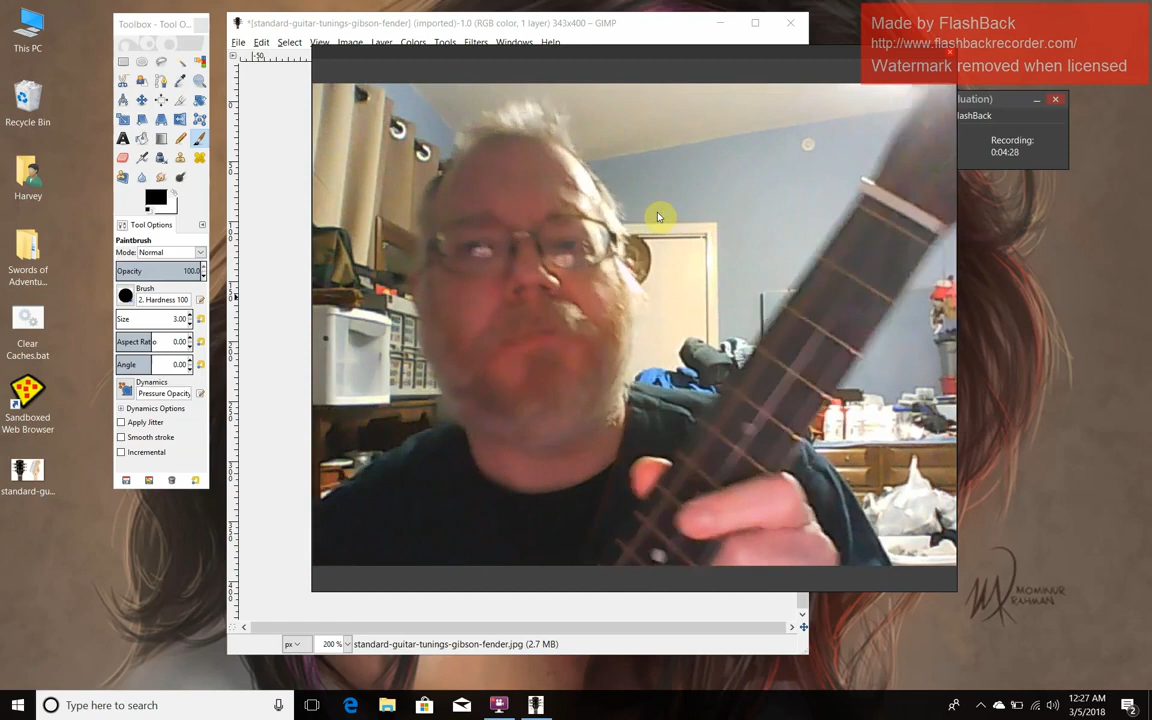 This PC
Recycle Bin
Harvey
Swords of
Adventu...
Clear
Caches.bat
Sandboxed
Web Browser
standard-gu...
Toolbox - Tool O...
Tool Options
Paintbrush
Mode: Normal
Opacity 100.0
Brush
2. Hardness 100
Size 3.00
Aspect Ratio 0.00
Angle 0.00
Dynamics
Pressure Opacity
Dynamics Options
Apply Jitter
Smooth stroke
Incremental
*[standard-guitar-tunings-gibson-fender] (imported)-1.0 (RGB color, 1 layer) 343x400 – GIMP
File Edit Select View Image Layer Colors Tools Filters Windows Help
-50
px 200 % standard-guitar-tunings-gibson-fender.jpg (2.7 MB)
Made by FlashBack
http://www.flashbackrecorder.com/
Watermark removed when licensed
luation)
FlashBack
Recording:
0:04:28
MOMINUR
RAHMAN
Type here to search
12:27 AM
3/5/2018
2